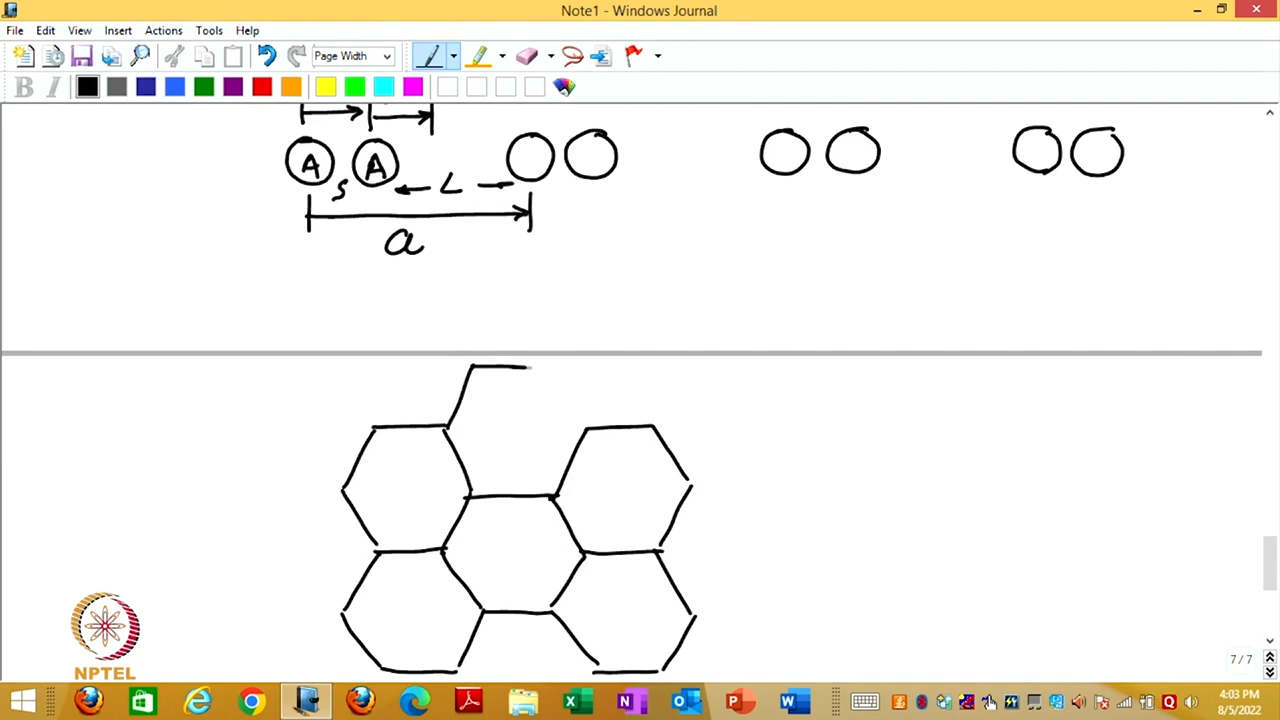 Note1 - Windows Journal
File Edit View Insert Actions Tools Help
Page Width
B I
A A
s L
a
NPTEL
7 / 7
4:03 PM
8/5/2022